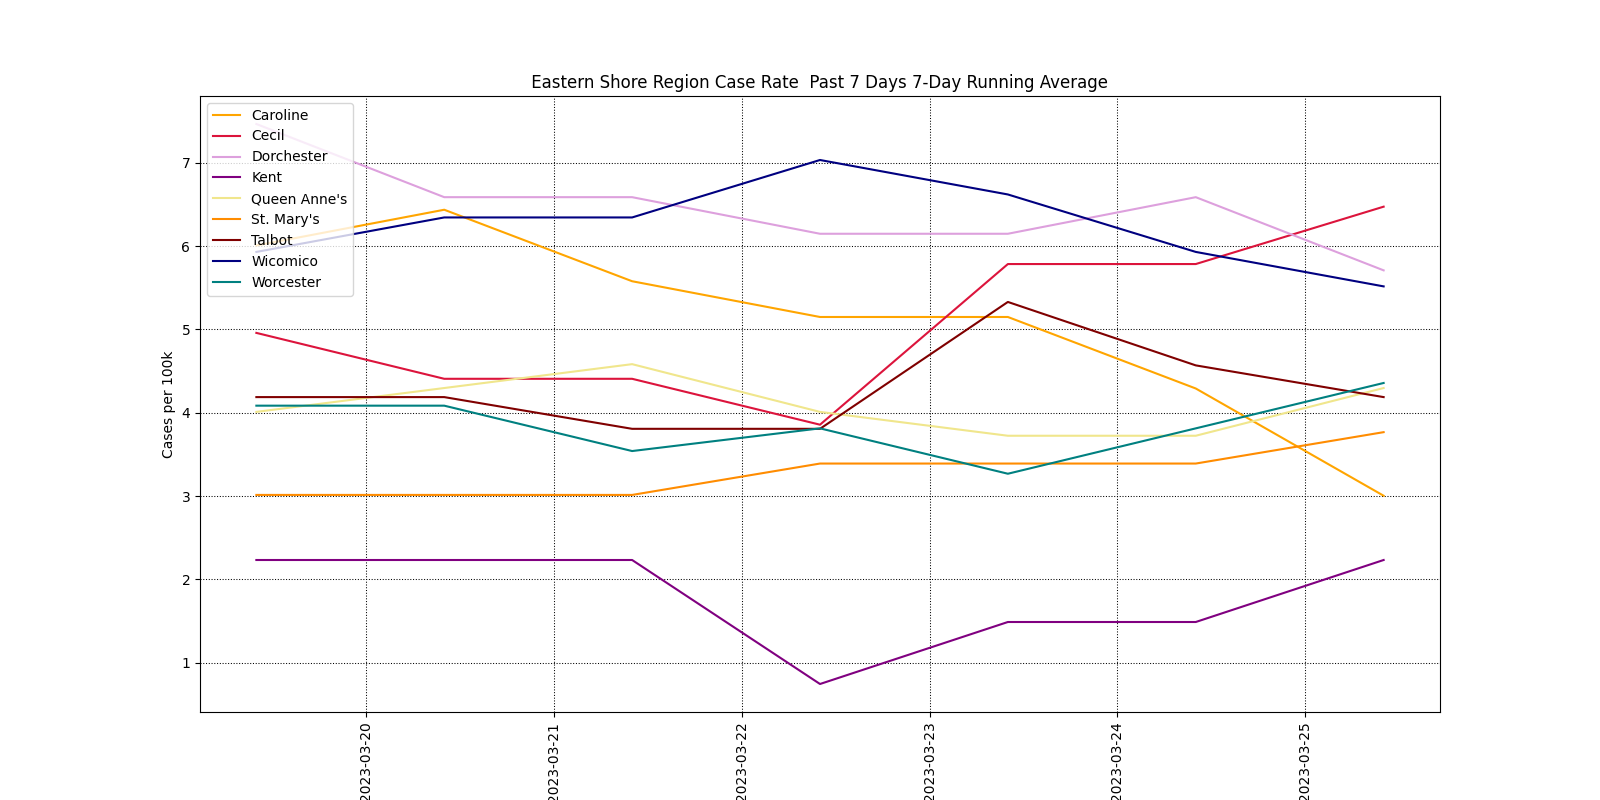 Eastern Shore Region Case Rate  Past 7 Days 7-Day Running Average
Caroline
Cecil
Dorchester
Kent
Queen Anne's
St. Mary's
Talbot
Wicomico
Worcester
Cases per 100k
7
6
5
4
3
2
1
2023-03-20
2023-03-21
2023-03-22
2023-03-23
2023-03-24
2023-03-25